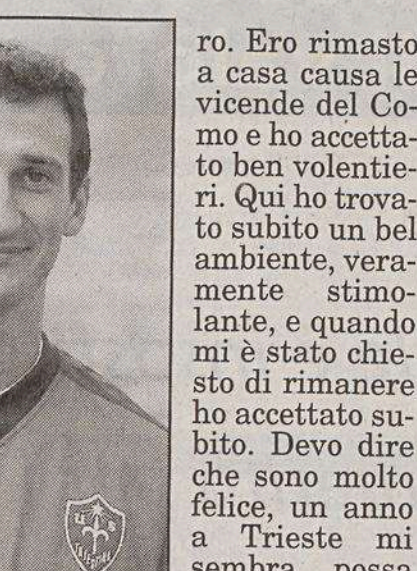 ro. Ero rimasto
a casa causa le
vicende del Co-
mo e ho accetta-
to ben volentie-
ri. Qui ho trova-
to subito un bel
ambiente, vera-
mente stimo-
lante, e quando
mi è stato chie-
sto di rimanere
ho accettato su-
bito. Devo dire
che sono molto
felice, un anno
a Trieste mi
sembra possa
U S